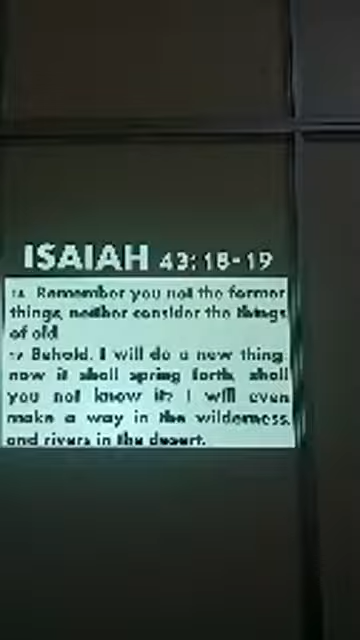 ISAIAH 43:18-19
18 Remember you not the former
things, neither consider the things
of old
19 Behold, I will do a new thing
now it shall spring forth, shall
you not know it? I will even
make a way in the wilderness,
and rivers in the desert.